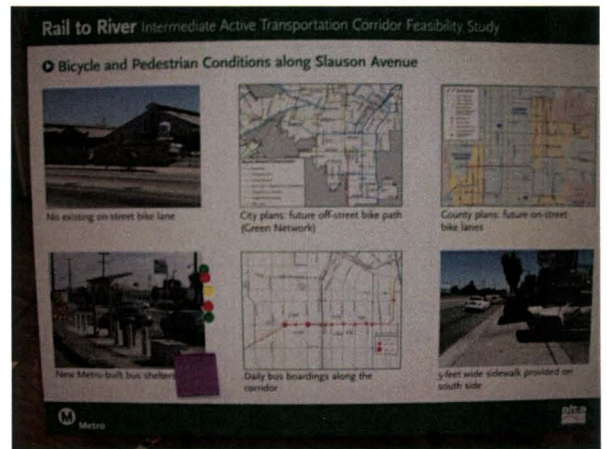 Rail to River Intermediate Active Transportation Corridor Feasibility Study
Bicycle and Pedestrian Conditions along Slauson Avenue
No existing on-street bike lane
City plans: future off-street bike path
(Green Network)
County plans: future on-street
bike lanes
New Metro-built bus shelters
Daily bus boardings along the
corridor
5-feet wide sidewalk provided on
south side
M
Metro
alta